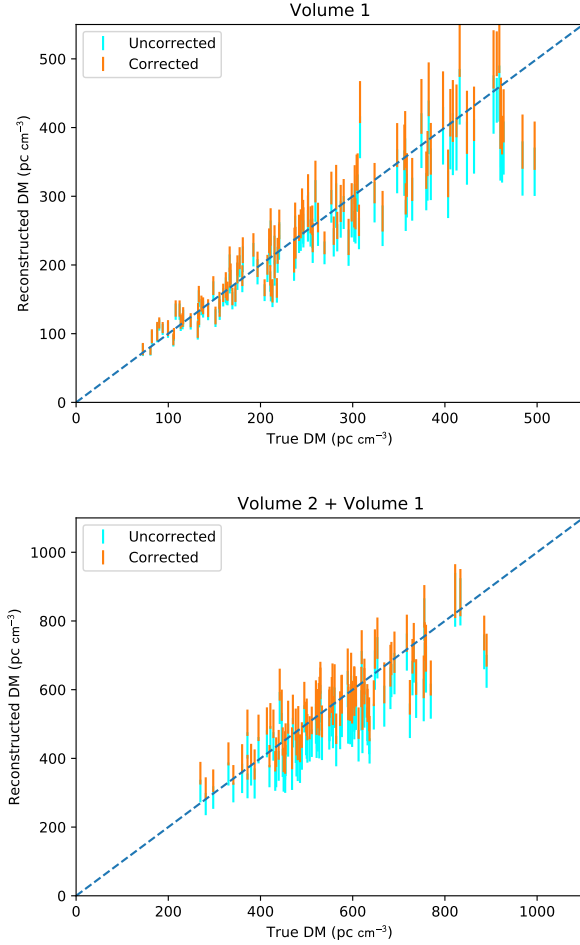 Volume 1
Uncorrected
Corrected
500
400
300
200
100
0
Reconstructed DM (pc cm⁻³)
0 100 200 300 400 500
True DM (pc cm⁻³)
Volume 2 + Volume 1
Uncorrected
Corrected
1000
800
600
400
200
0
Reconstructed DM (pc cm⁻³)
0 200 400 600 800 1000
True DM (pc cm⁻³)